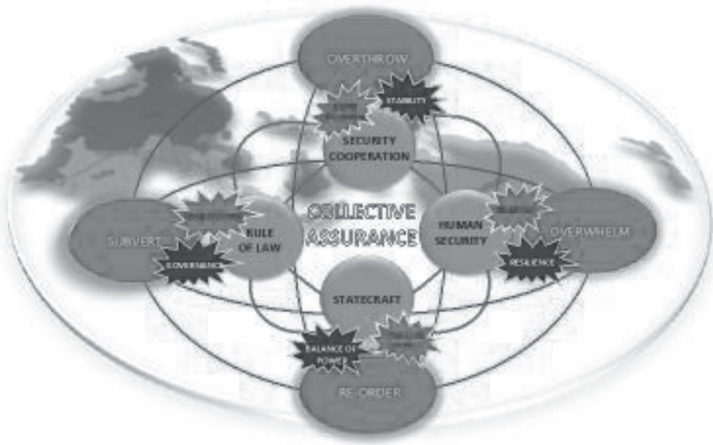 OVERTHROW
STABILITY
SECURITY
COOPERATION
COLLECTIVE
ASSURANCE
SUBVERT
RULE
OF LAW
GOVERNANCE
HUMAN
SECURITY
OVERWHELM
RESILIENCE
STATECRAFT
BALANCE OF
POWER
RE-ORDER